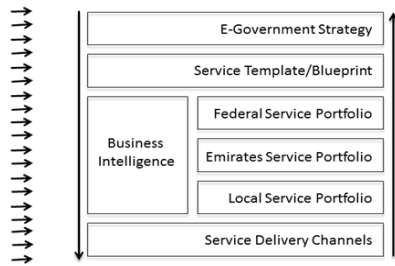 E-Government Strategy
Service Template/Blueprint
Business
Intelligence
Federal Service Portfolio
Emirates Service Portfolio
Local Service Portfolio
Service Delivery Channels